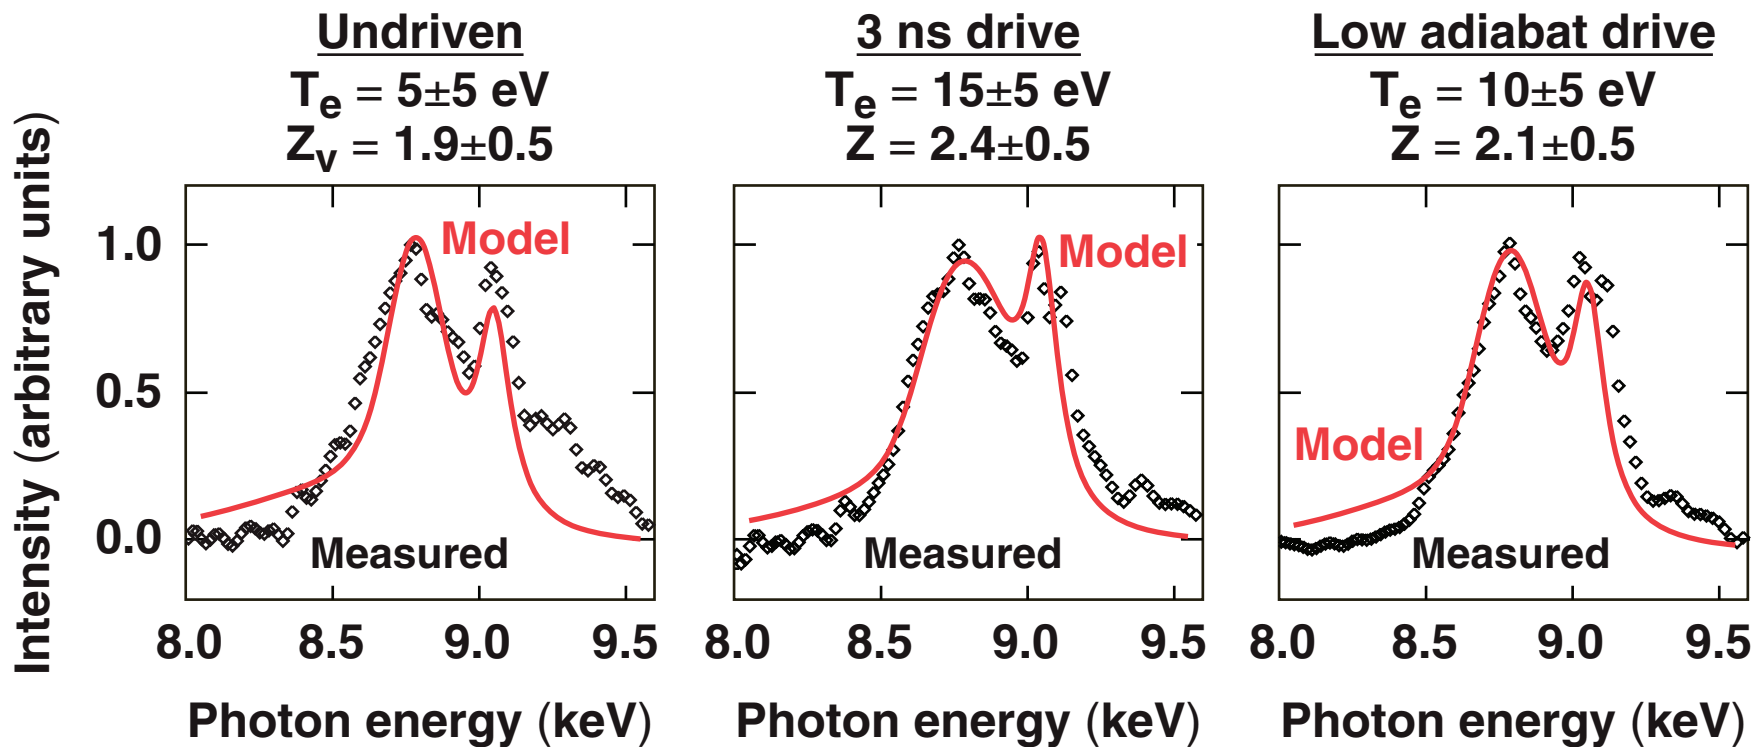 Undriven
Tₑ = 5±5 eV
Zᵥ = 1.9±0.5
3 ns drive
Tₑ = 15±5 eV
Z = 2.4±0.5
Low adiabat drive
Tₑ = 10±5 eV
Z = 2.1±0.5
Intensity (arbitrary units)
1.0
0.5
0.0
Model
Measured
8.0 8.5 9.0 9.5
Photon energy (keV)
Model
Measured
8.0 8.5 9.0 9.5
Photon energy (keV)
Model
Measured
8.0 8.5 9.0 9.5
Photon energy (keV)